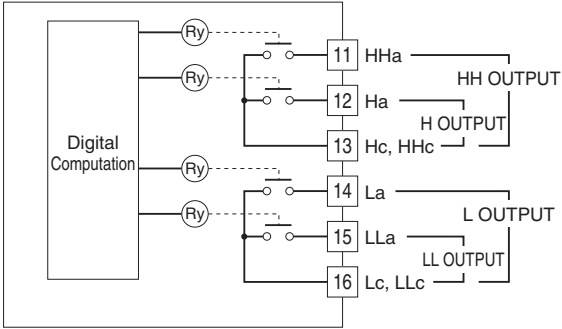 Ry
11 HHa
HH OUTPUT
Ry
12 Ha
H OUTPUT
13 Hc, HHc
Digital
Computation
Ry
14 La
L OUTPUT
Ry
15 LLa
LL OUTPUT
16 Lc, LLc